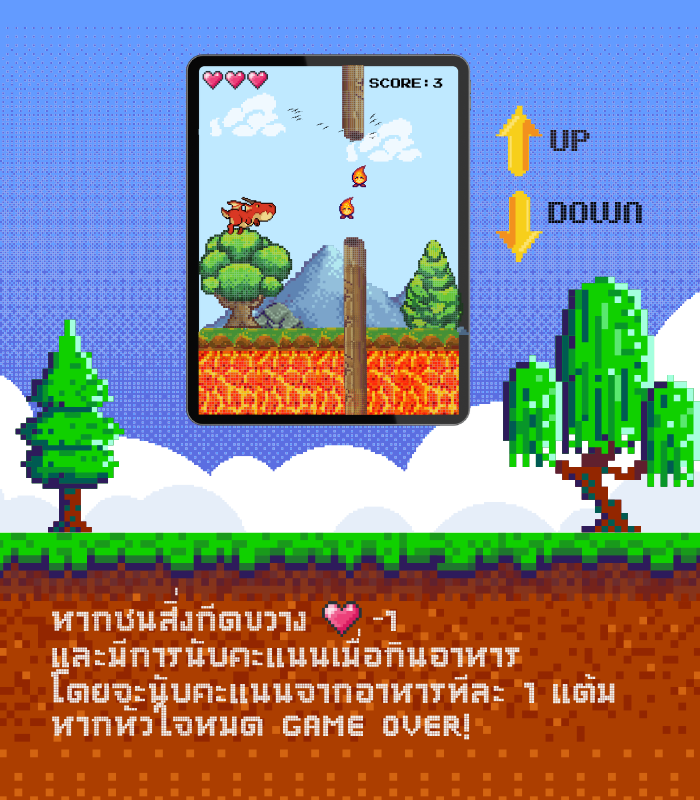 SCORE:3
UP
DOWN
หากชนสิ่งกีดขวาง -1
และมีการนับคะแนนเมื่อกินอาหาร
โดยจะนับคะแนนจากอาหารทีละ 1 แต้ม
หากหัวใจหมด GAME OVER!